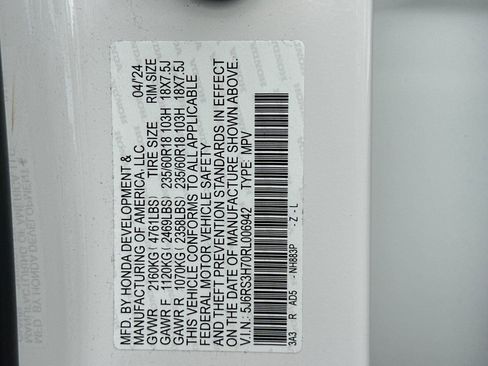 MFD. BY HONDA DEVELOPMENT & 04/'24
MANUFACTURING OF AMERICA, LLC TIRE SIZE RIM SIZE
GVWR 2160KG (4761LBS)
GAWR F 1120KG (2469LBS) 235/60R18 103H 18X7.5J
GAWR R 1070KG (2358LBS) 235/60R18 103H 18X7.5J
THIS VEHICLE CONFORMS TO ALL APPLICABLE
FEDERAL MOTOR VEHICLE SAFETY
AND THEFT PREVENTION STANDARDS IN EFFECT
ON THE DATE OF MANUFACTURE SHOWN ABOVE.
V.I.N.: 5J6RS3H70RL006942 TYPE: MPV
3A3 R AD5 - NH883P - Z - L